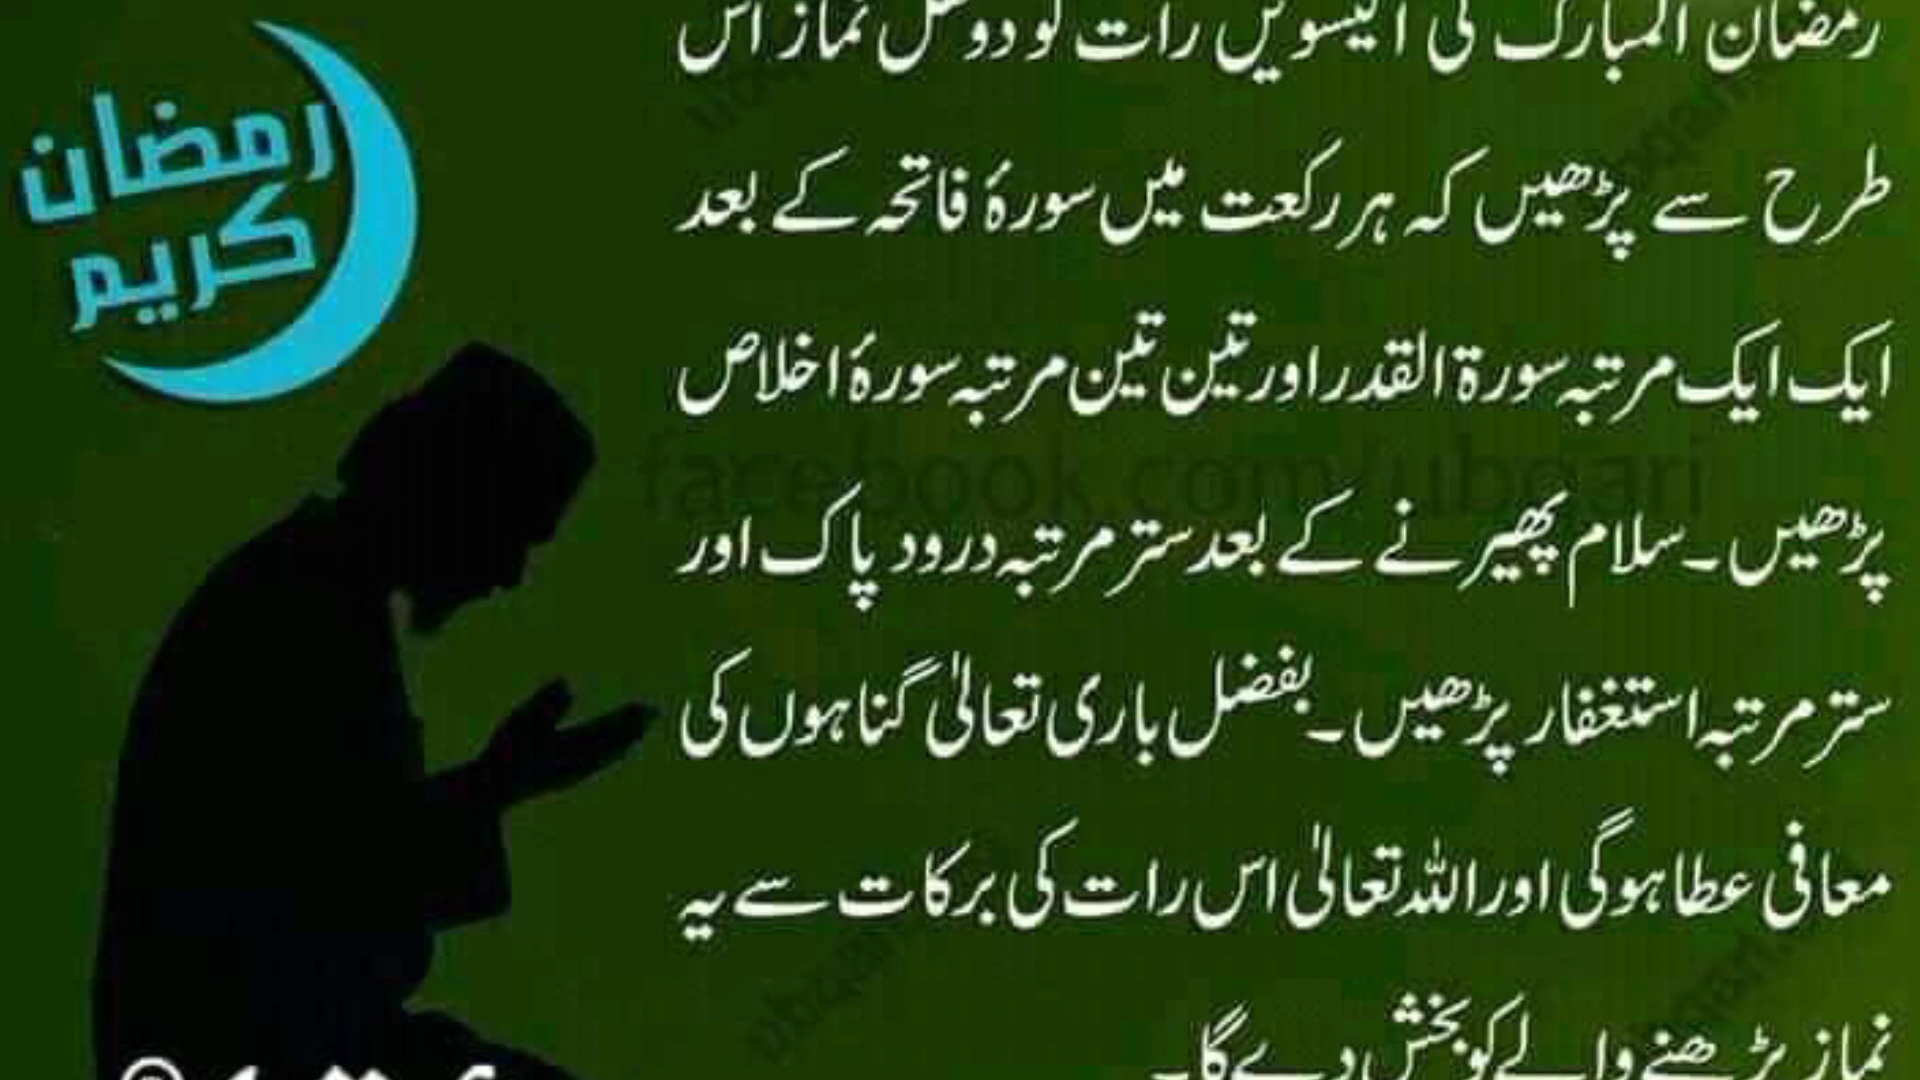 رمضان المبارک کی اکیسویں رات کو دو نفل نماز اس
طرح سے پڑھیں کہ ہر رکعت میں سورۂ فاتحہ کے بعد
ایک ایک مرتبہ سورۃ القدر اور تین تین مرتبہ سورۂ اخلاص
پڑھیں۔ سلام پھیرنے کے بعد ستر مرتبہ درود پاک اور
ستر مرتبہ استغفار پڑھیں۔ بفضل باری تعالیٰ گناہوں کی
معافی عطا ہوگی اور اللہ تعالیٰ اس رات کی برکات سے یہ
نماز پڑھنے والے کو بخش دے گا۔
رمضان
كريم
facebook.com/ubqari